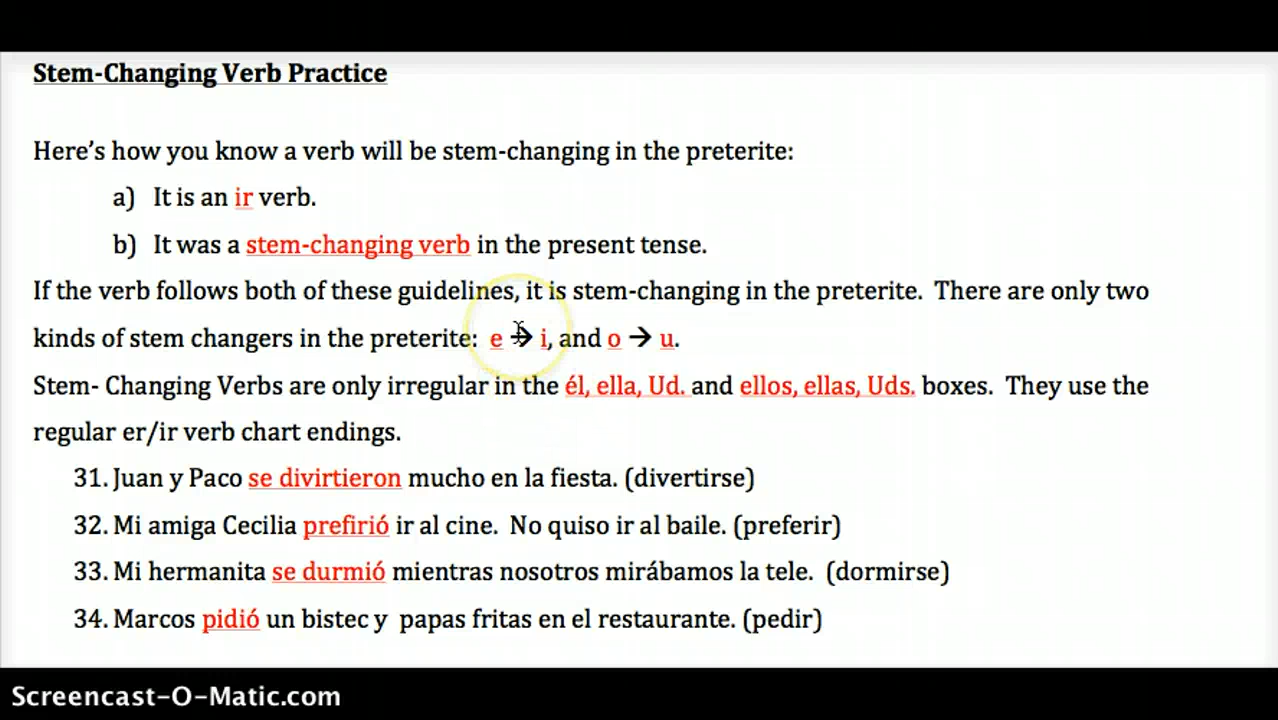 Stem-Changing Verb Practice
Here's how you know a verb will be stem-changing in the preterite:
a) It is an ir verb.
b) It was a stem-changing verb in the present tense.
If the verb follows both of these guidelines, it is stem-changing in the preterite. There are only two
kinds of stem changers in the preterite: e → i, and o → u.
Stem- Changing Verbs are only irregular in the él, ella, Ud. and ellos, ellas, Uds. boxes. They use the
regular er/ir verb chart endings.
31. Juan y Paco se divirtieron mucho en la fiesta. (divertirse)
32. Mi amiga Cecilia prefirió ir al cine. No quiso ir al baile. (preferir)
33. Mi hermanita se durmió mientras nosotros mirábamos la tele. (dormirse)
34. Marcos pidió un bistec y papas fritas en el restaurante. (pedir)
Screencast-O-Matic.com